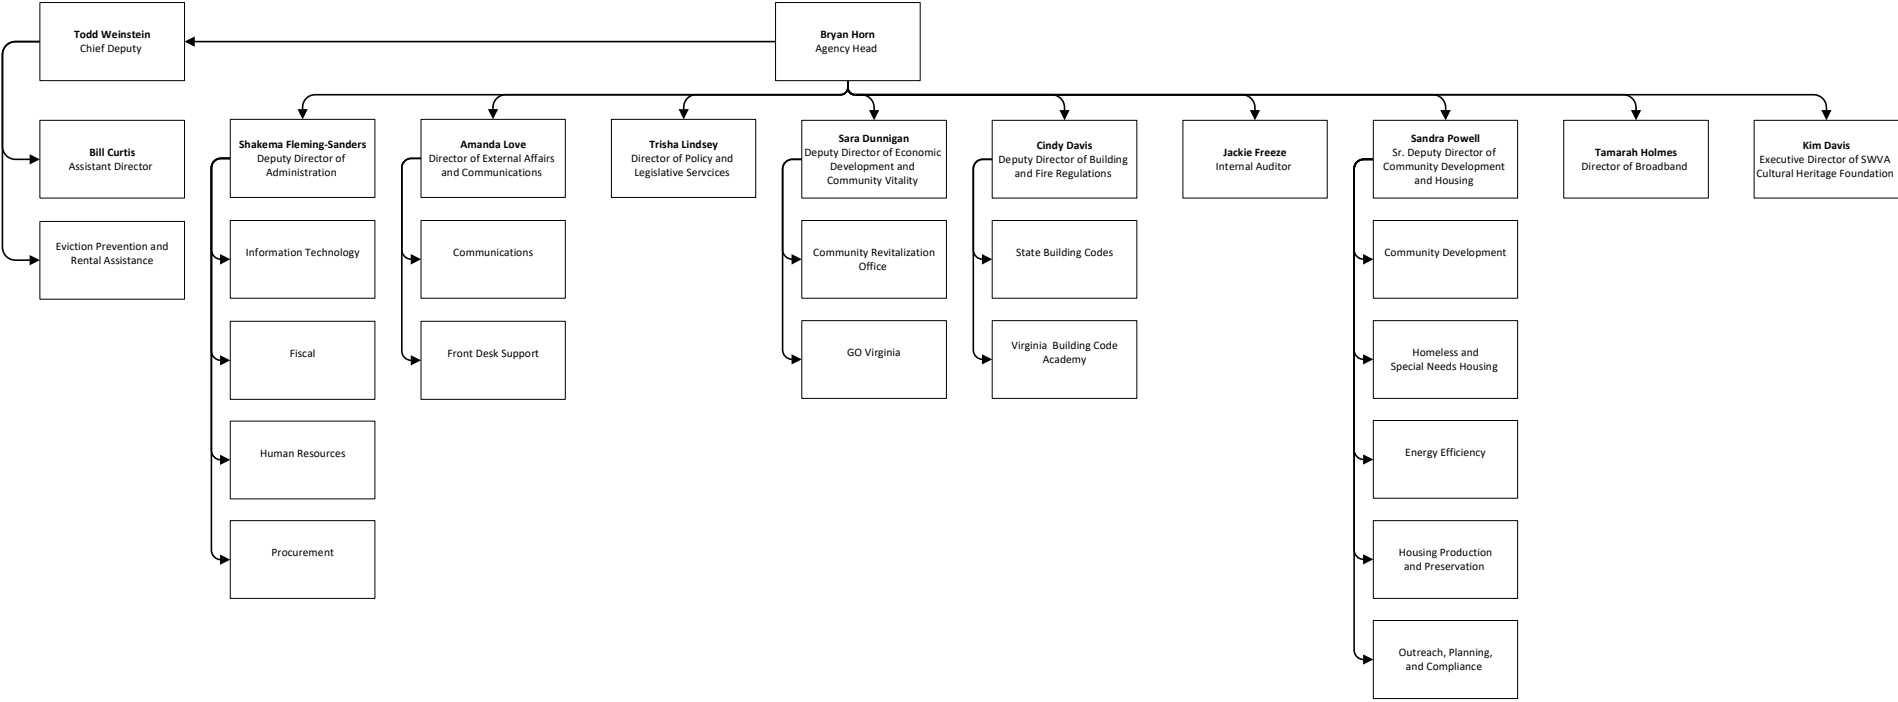 Todd Weinstein
Chief Deputy
Bryan Horn
Agency Head
Bill Curtis
Assistant Director
Eviction Prevention and
Rental Assistance
Shakema Fleming-Sanders
Deputy Director of
Administration
Information Technology
Fiscal
Human Resources
Procurement
Amanda Love
Director of External Affairs
and Communications
Communications
Front Desk Support
Trisha Lindsey
Director of Policy and
Legislative Servcices
Sara Dunnigan
Deputy Director of Economic
Development and
Community Vitality
Community Revitalization
Office
GO Virginia
Cindy Davis
Deputy Director of Building
and Fire Regulations
State Building Codes
Virginia  Building Code
Academy
Jackie Freeze
Internal Auditor
Sandra Powell
Sr. Deputy Director of
Community Development
and Housing
Community Development
Homeless and
Special Needs Housing
Energy Efficiency
Housing Production
and Preservation
Outreach, Planning,
and Compliance
Tamarah Holmes
Director of Broadband
Kim Davis
Executive Director of SWVA
Cultural Heritage Foundation